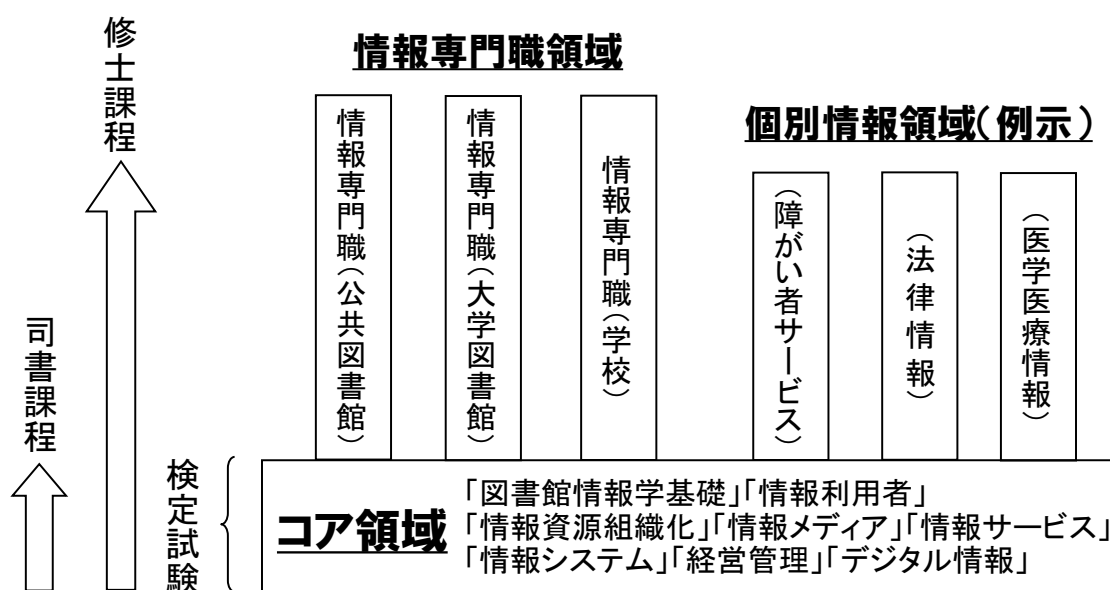 修士課程
司書課程
検定試験
情報専門職領域
情報専門職(公共図書館)
情報専門職(大学図書館)
情報専門職(学校)
個別情報領域(例示)
(障がい者サービス)
(法律情報)
(医学医療情報)
コア領域
「図書館情報学基礎」「情報利用者」
「情報資源組織化」「情報メディア」「情報サービス」
「情報システム」「経営管理」「デジタル情報」